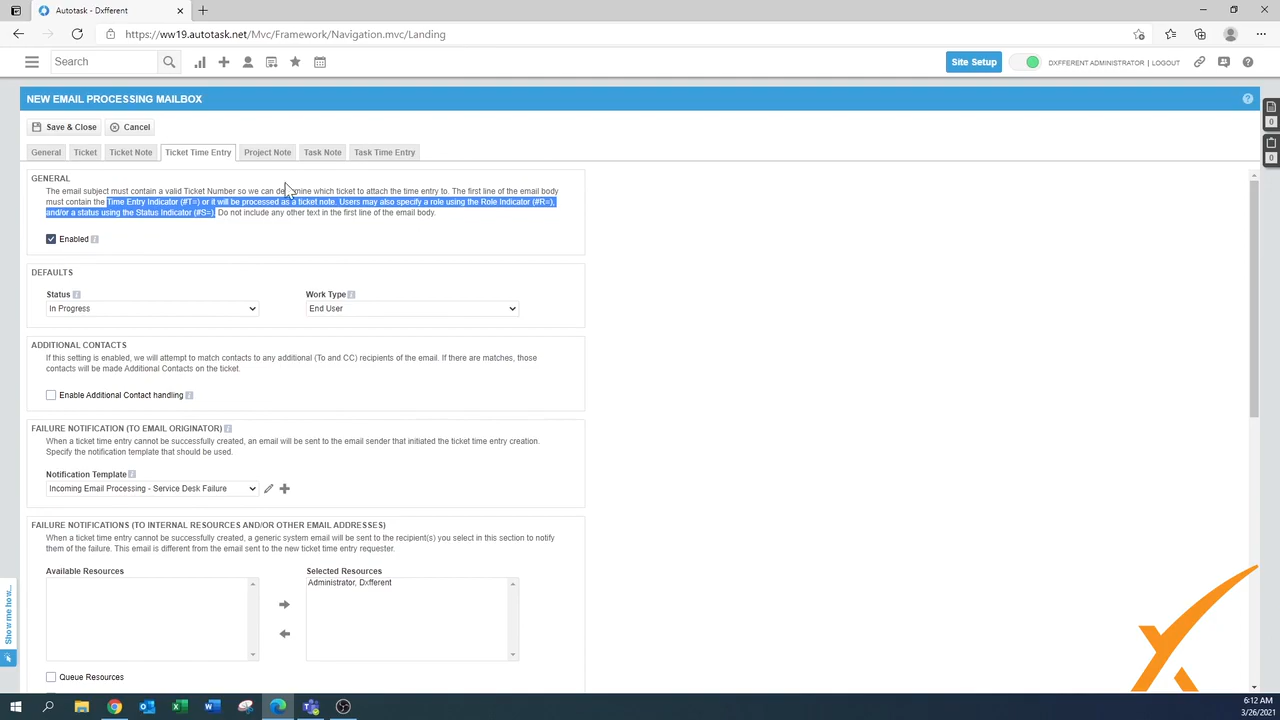 Autotask - Dxfferent
https://ww19.autotask.net/Mvc/Framework/Navigation.mvc/Landing
Search
Site Setup
DXFFERENT ADMINISTRATOR | LOGOUT
NEW EMAIL PROCESSING MAILBOX
Save & Close
Cancel
0
General
Ticket
Ticket Note
Ticket Time Entry
Project Note
Task Note
Task Time Entry
0
GENERAL
The email subject must contain a valid Ticket Number so we can determine which ticket to attach the time entry to. The first line of the email body
must contain the Time Entry Indicator (#T=) or it will be processed as a ticket note. Users may also specify a role using the Role Indicator (#R=),
and/or a status using the Status Indicator (#S=). Do not include any other text in the first line of the email body.
Enabled
DEFAULTS
Status
Work Type
In Progress
End User
ADDITIONAL CONTACTS
If this setting is enabled, we will attempt to match contacts to any additional (To and CC) recipients of the email. If there are matches, those
contacts will be made Additional Contacts on the ticket.
Enable Additional Contact handling
FAILURE NOTIFICATION (TO EMAIL ORIGINATOR)
When a ticket time entry cannot be successfully created, an email will be sent to the email sender that initiated the ticket time entry creation.
Specify the notification template that should be used.
Notification Template
Incoming Email Processing - Service Desk Failure
FAILURE NOTIFICATIONS (TO INTERNAL RESOURCES AND/OR OTHER EMAIL ADDRESSES)
When a ticket time entry cannot be successfully created, a generic system email will be sent to the recipient(s) you select in this section to notify
them of the failure. This email is different from the email sent to the new ticket time entry requester.
Available Resources
Selected Resources
Administrator, Dxfferent
Show me how...
Queue Resources
6:12 AM
3/26/2021